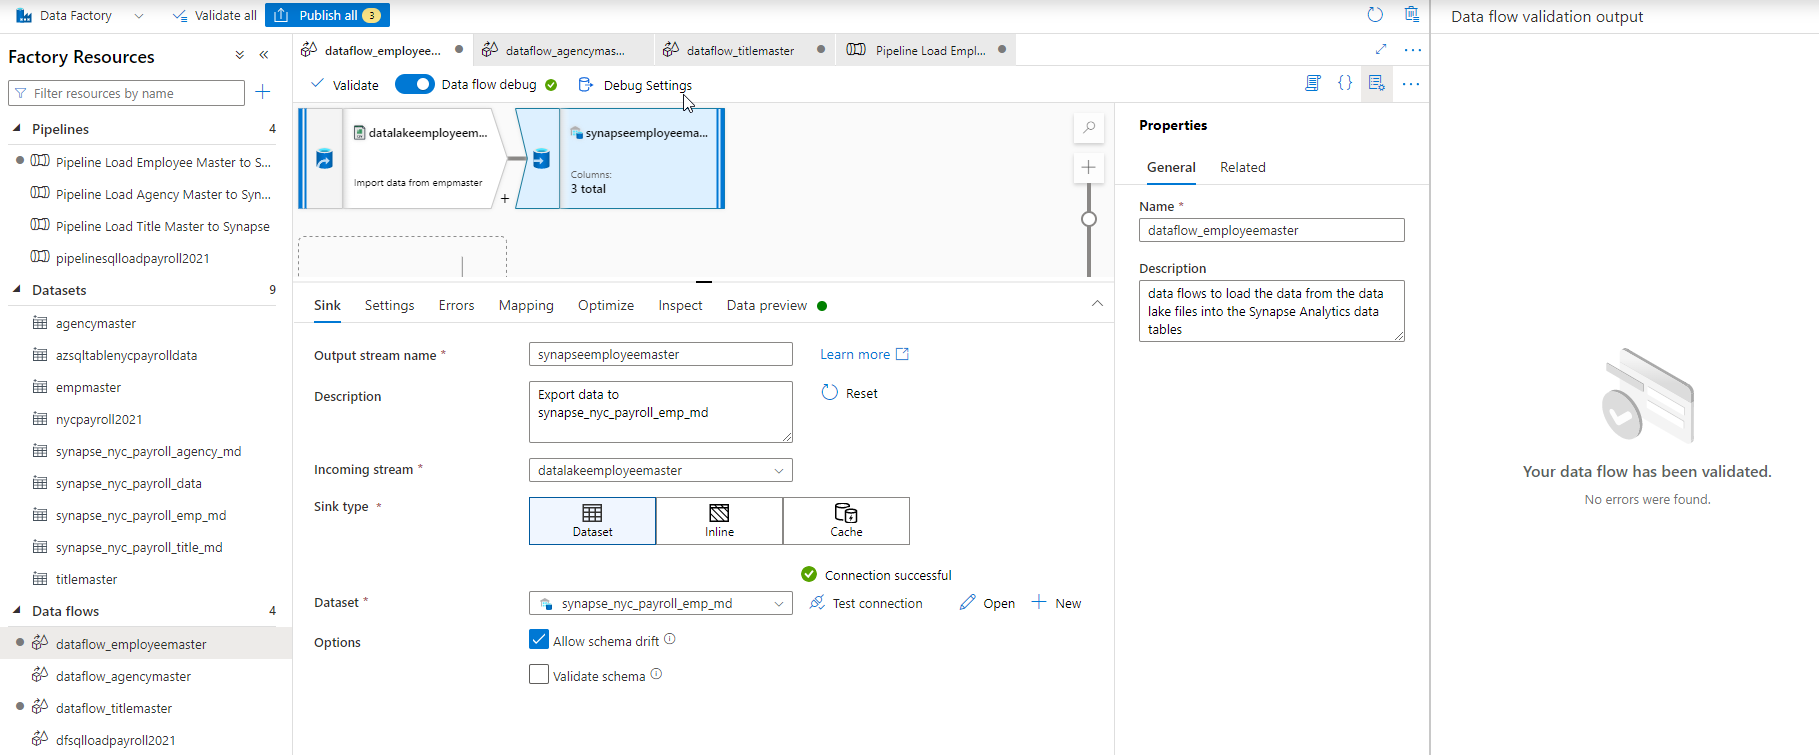 Data Factory
Validate all
Publish all 3
Data flow validation output
Factory Resources
Filter resources by name
Pipelines 4
Pipeline Load Employee Master to S...
Pipeline Load Agency Master to Syn...
Pipeline Load Title Master to Synapse
pipelinesqlloadpayroll2021
Datasets 9
agencymaster
azsqltablenycpayrolldata
empmaster
nycpayroll2021
synapse_nyc_payroll_agency_md
synapse_nyc_payroll_data
synapse_nyc_payroll_emp_md
synapse_nyc_payroll_title_md
titlemaster
Data flows 4
dataflow_employeemaster
dataflow_agencymaster
dataflow_titlemaster
dfsqlloadpayroll2021
dataflow_employee...
dataflow_agencymas...
dataflow_titlemaster
Pipeline Load Empl...
Validate
Data flow debug
Debug Settings
datalakeemployeem...
Import data from empmaster
synapseemployeema...
Columns:
3 total
Sink
Settings
Errors
Mapping
Optimize
Inspect
Data preview
Output stream name *
synapseemployeemaster
Learn more
Description
Export data to
synapse_nyc_payroll_emp_md
Reset
Incoming stream *
datalakeemployeemaster
Sink type *
Dataset
Inline
Cache
Connection successful
Dataset *
synapse_nyc_payroll_emp_md
Test connection
Open
New
Options
Allow schema drift
Validate schema
Properties
General
Related
Name *
dataflow_employeemaster
Description
data flows to load the data from the data
lake files into the Synapse Analytics data
tables
Your data flow has been validated.
No errors were found.